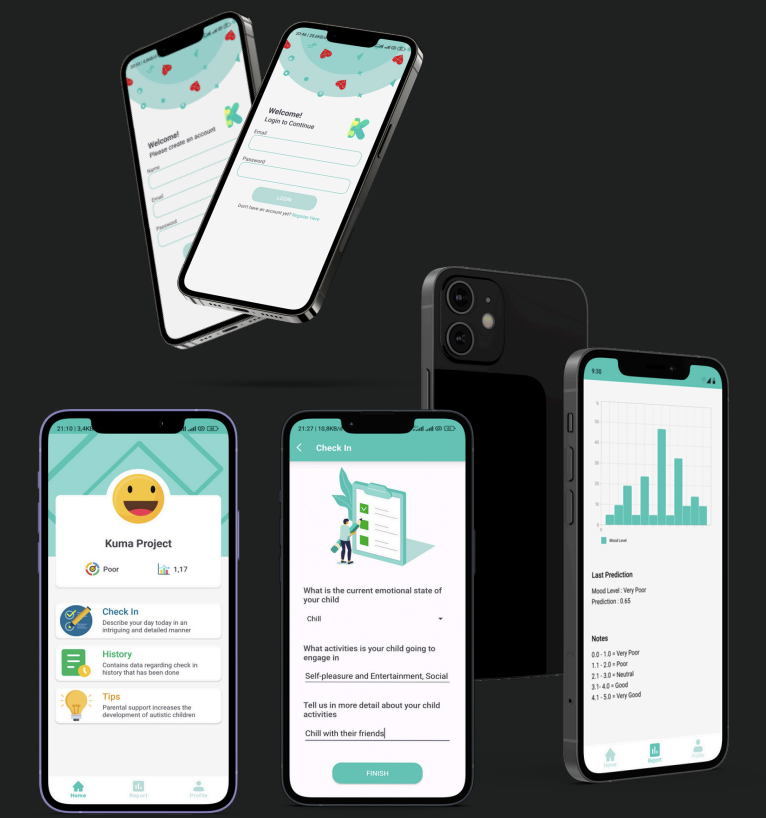 Welcome!
Please create an account
Name
Email
Password
Welcome!
Login to Continue
Email
Password
LOGIN
Don't have an account yet? Register Here
21:10 | 3,4KB
Kuma Project
Poor
1,17
Check In
Describe your day today in an
intriguing and detailed manner
History
Contains data regarding check in
history that has been done
Tips
Parental support increases the
development of autistic children
Home
Report
Profile
21:27 | 10,8KB/
Check In
What is the current emotional state of
your child
Chill
What activities is your child going to
engage in
Self-pleasure and Entertainment, Social
Tell us in more detail about your child
activities
Chill with their friends
FINISH
9:30
%
50
40
30
20
10
0
0
Mood Level
Last Prediction
Mood Level : Very Poor
Prediction : 0.65
Notes
0.0 - 1.0 = Very Poor
1.1 - 2.0 = Poor
2.1 - 3.0 = Neutral
3.1- 4.0 = Good
4.1 - 5.0 = Very Good
Home
Report
Profile